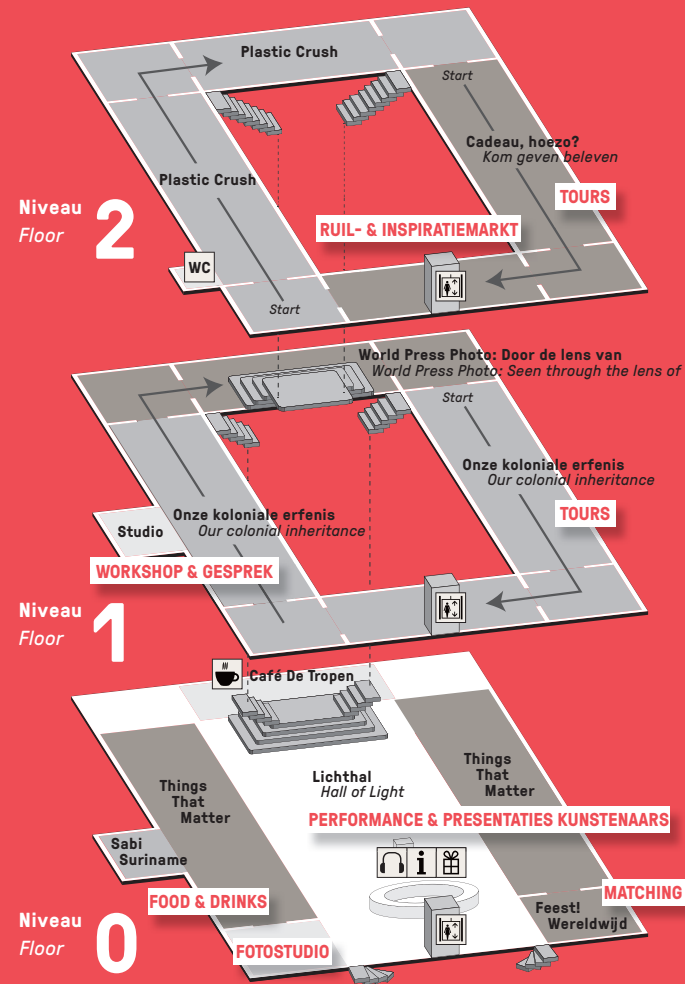 Plastic Crush
Start
Cadeau, hoezo?
Kom geven beleven
Plastic Crush
TOURS
Niveau
Floor
2
RUIL- & INSPIRATIEMARKT
WC
Start
World Press Photo: Door de lens van
World Press Photo: Seen through the lens of
Start
Onze koloniale erfenis
Our colonial inheritance
TOURS
Onze koloniale erfenis
Our colonial inheritance
Studio
WORKSHOP & GESPREK
Niveau
Floor
1
Café De Tropen
Things
That
Matter
Lichthal
Hall of Light
Things
That
Matter
PERFORMANCE & PRESENTATIES KUNSTENAARS
Sabi
Suriname
i
MATCHING
FOOD & DRINKS
Feest!
Wereldwijd
Niveau
Floor
0
FOTOSTUDIO